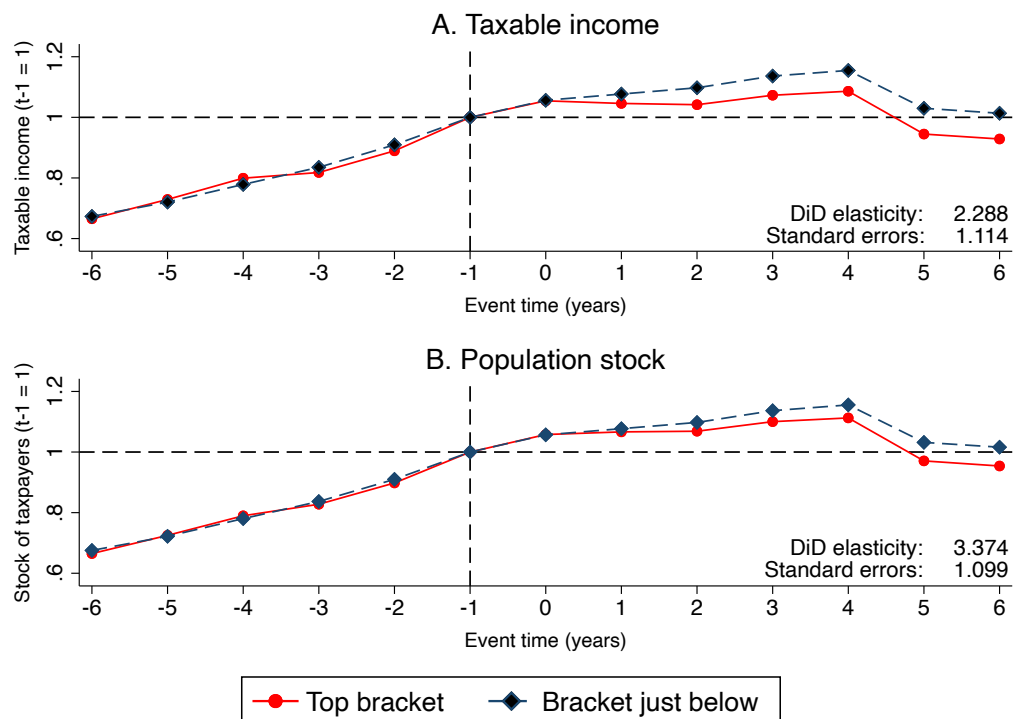 A. Taxable income
Taxable income (t-1 = 1)
1.2
1
.8
.6
DiD elasticity: 2.288
Standard errors: 1.114
-6 -5 -4 -3 -2 -1 0 1 2 3 4 5 6
Event time (years)
B. Population stock
Stock of taxpayers (t-1 = 1)
1.2
1
.8
.6
DiD elasticity: 3.374
Standard errors: 1.099
-6 -5 -4 -3 -2 -1 0 1 2 3 4 5 6
Event time (years)
Top bracket Bracket just below